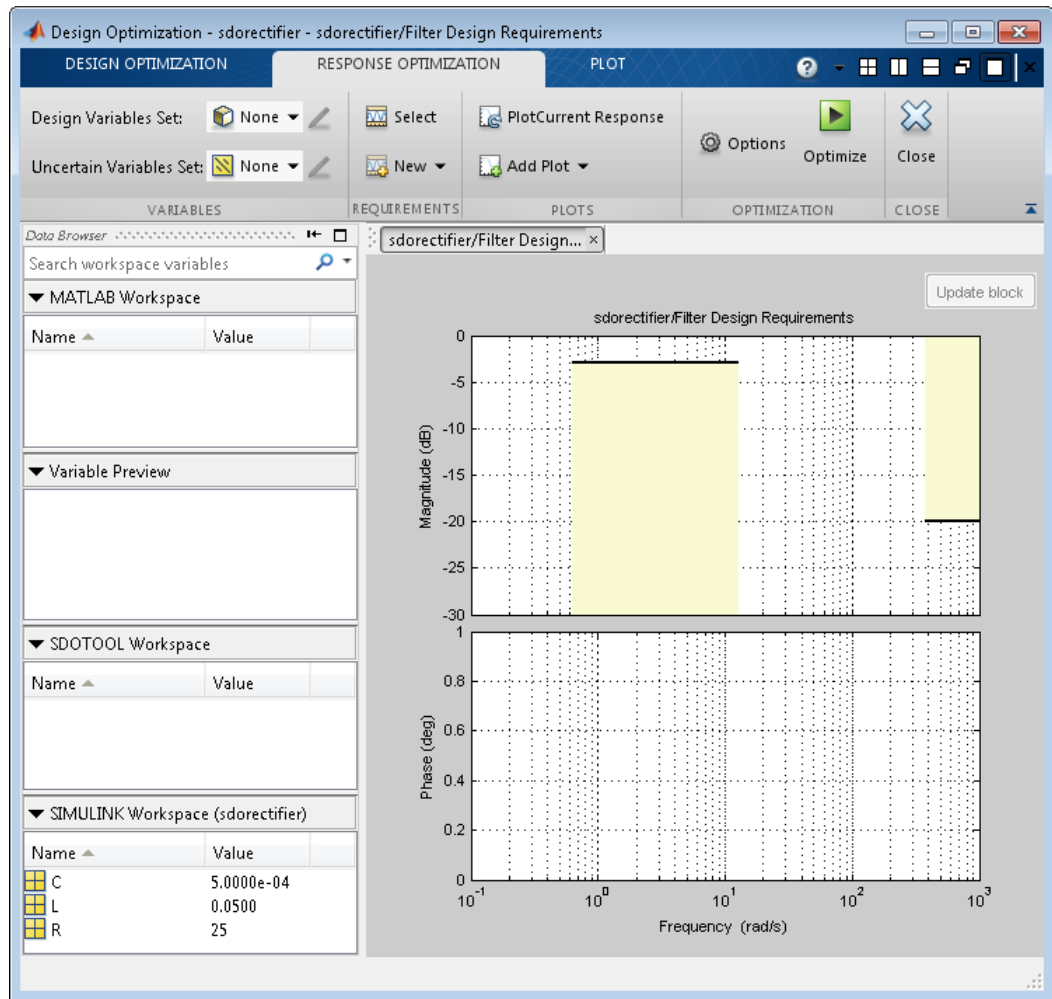 Design Optimization - sdorectifier - sdorectifier/Filter Design Requirements
DESIGN OPTIMIZATION
RESPONSE OPTIMIZATION
PLOT
?
Design Variables Set:
None
Select
PlotCurrent Response
Options
Optimize
Close
Uncertain Variables Set:
None
New
Add Plot
VARIABLES
REQUIREMENTS
PLOTS
OPTIMIZATION
CLOSE
Data Browser
Search workspace variables
MATLAB Workspace
Name
Value
Variable Preview
SDOTOOL Workspace
Name
Value
SIMULINK Workspace (sdorectifier)
Name
Value
C 5.0000e-04
L 0.0500
R 25
sdorectifier/Filter Design... ×
Update block
sdorectifier/Filter Design Requirements
Magnitude (dB)
0
-5
-10
-15
-20
-25
-30
Phase (deg)
1
0.8
0.6
0.4
0.2
0
10^-1
10^0
10^1
10^2
10^3
Frequency (rad/s)